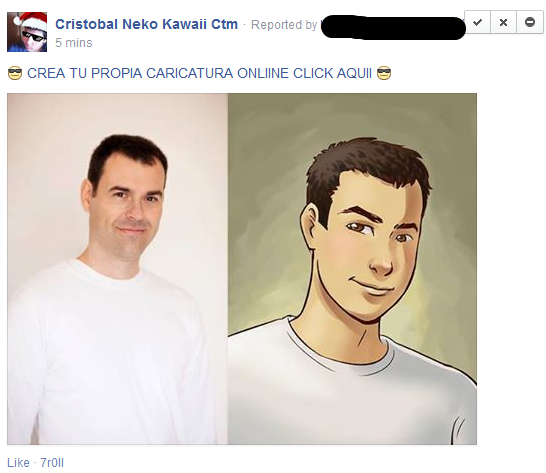 Cristobal Neko Kawaii Ctm · Reported by
5 mins
😎 CREA TU PROPIA CARICATURA ONLIINE CLICK AQUII 😎
Like · 7r0ll